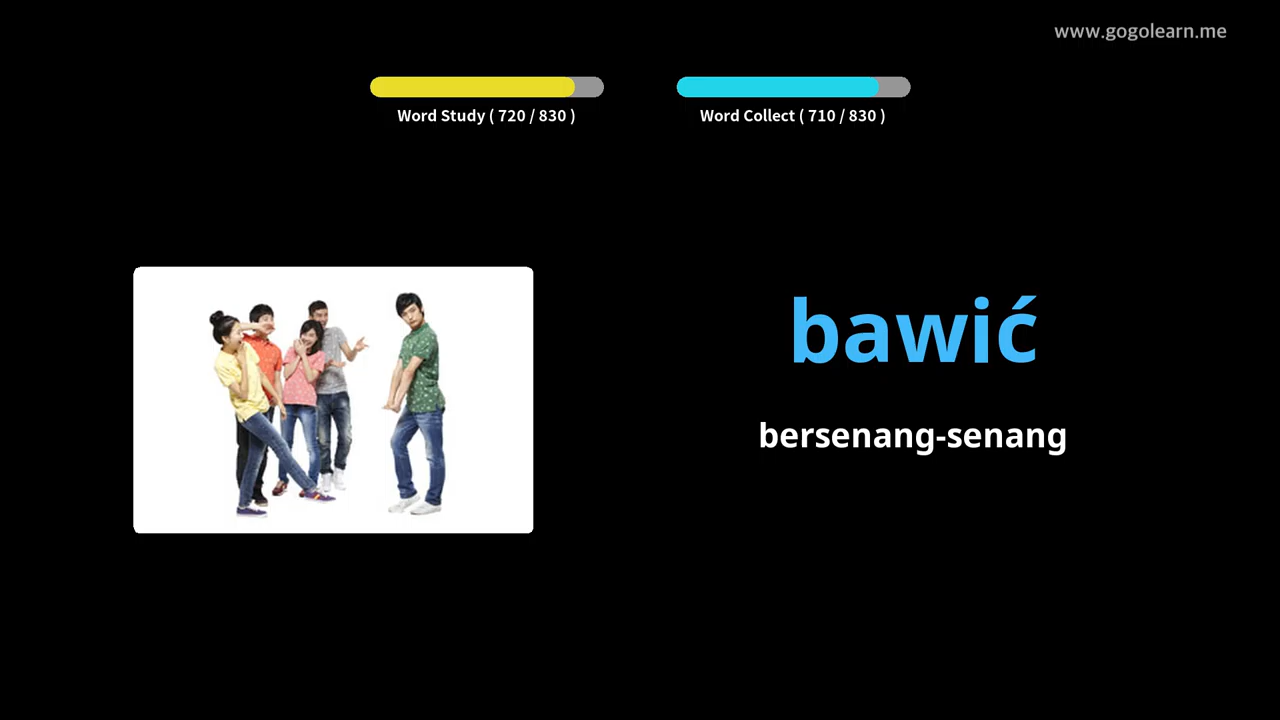 www.gogolearn.me
Word Study ( 720 / 830 )
Word Collect ( 710 / 830 )
bawić
bersenang-senang